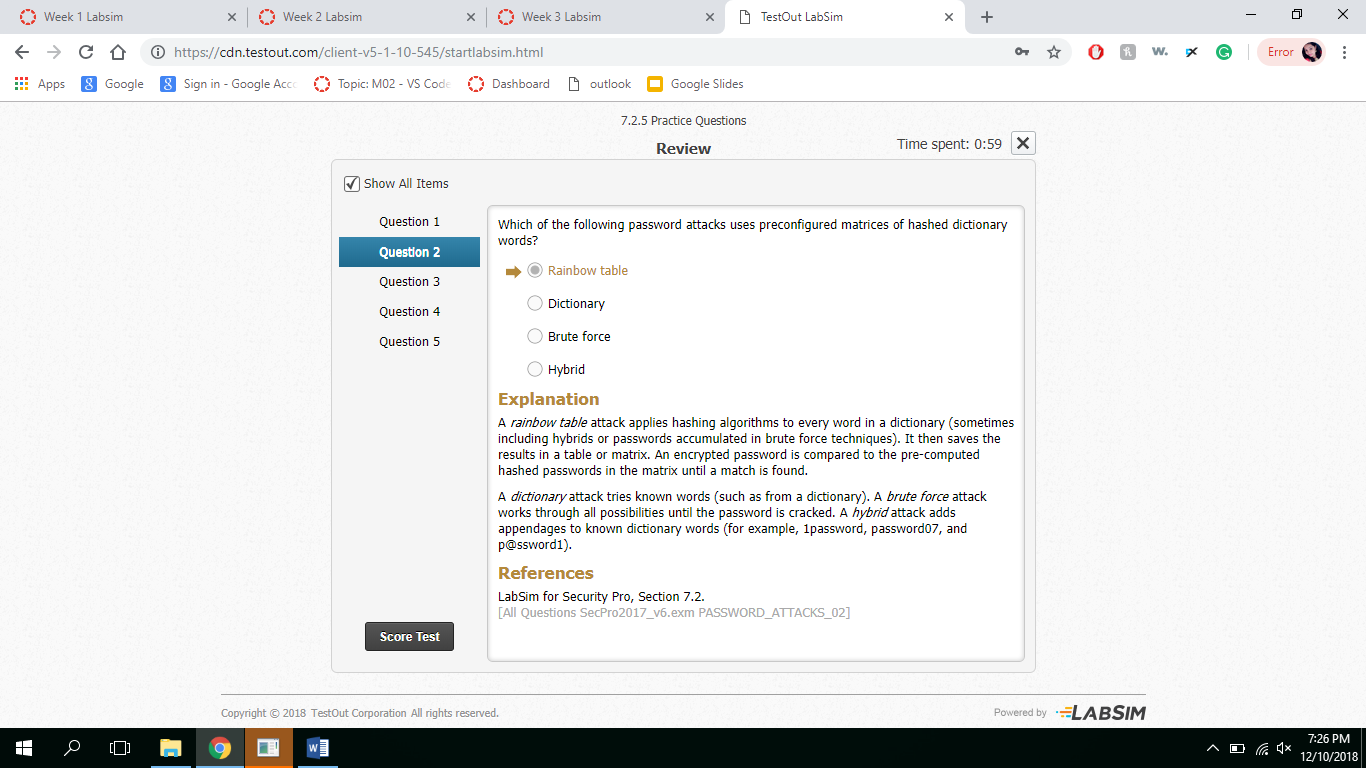 Week 1 Labsim
Week 2 Labsim
Week 3 Labsim
TestOut LabSim
https://cdn.testout.com/client-v5-1-10-545/startlabsim.html
Error
Apps
Google
Sign in - Google Acco
Topic: M02 - VS Code
Dashboard
outlook
Google Slides
7.2.5 Practice Questions
Review
Time spent: 0:59
Show All Items
Question 1
Question 2
Question 3
Question 4
Question 5
Score Test
Which of the following password attacks uses preconfigured matrices of hashed dictionary
words?
Rainbow table
Dictionary
Brute force
Hybrid
Explanation
A rainbow table attack applies hashing algorithms to every word in a dictionary (sometimes
including hybrids or passwords accumulated in brute force techniques). It then saves the
results in a table or matrix. An encrypted password is compared to the pre-computed
hashed passwords in the matrix until a match is found.
A dictionary attack tries known words (such as from a dictionary). A brute force attack
works through all possibilities until the password is cracked. A hybrid attack adds
appendages to known dictionary words (for example, 1password, password07, and
p@ssword1).
References
LabSim for Security Pro, Section 7.2.
[All Questions SecPro2017_v6.exm PASSWORD_ATTACKS_02]
Copyright © 2018 TestOut Corporation All rights reserved.
Powered by LABSIM
7:26 PM
12/10/2018